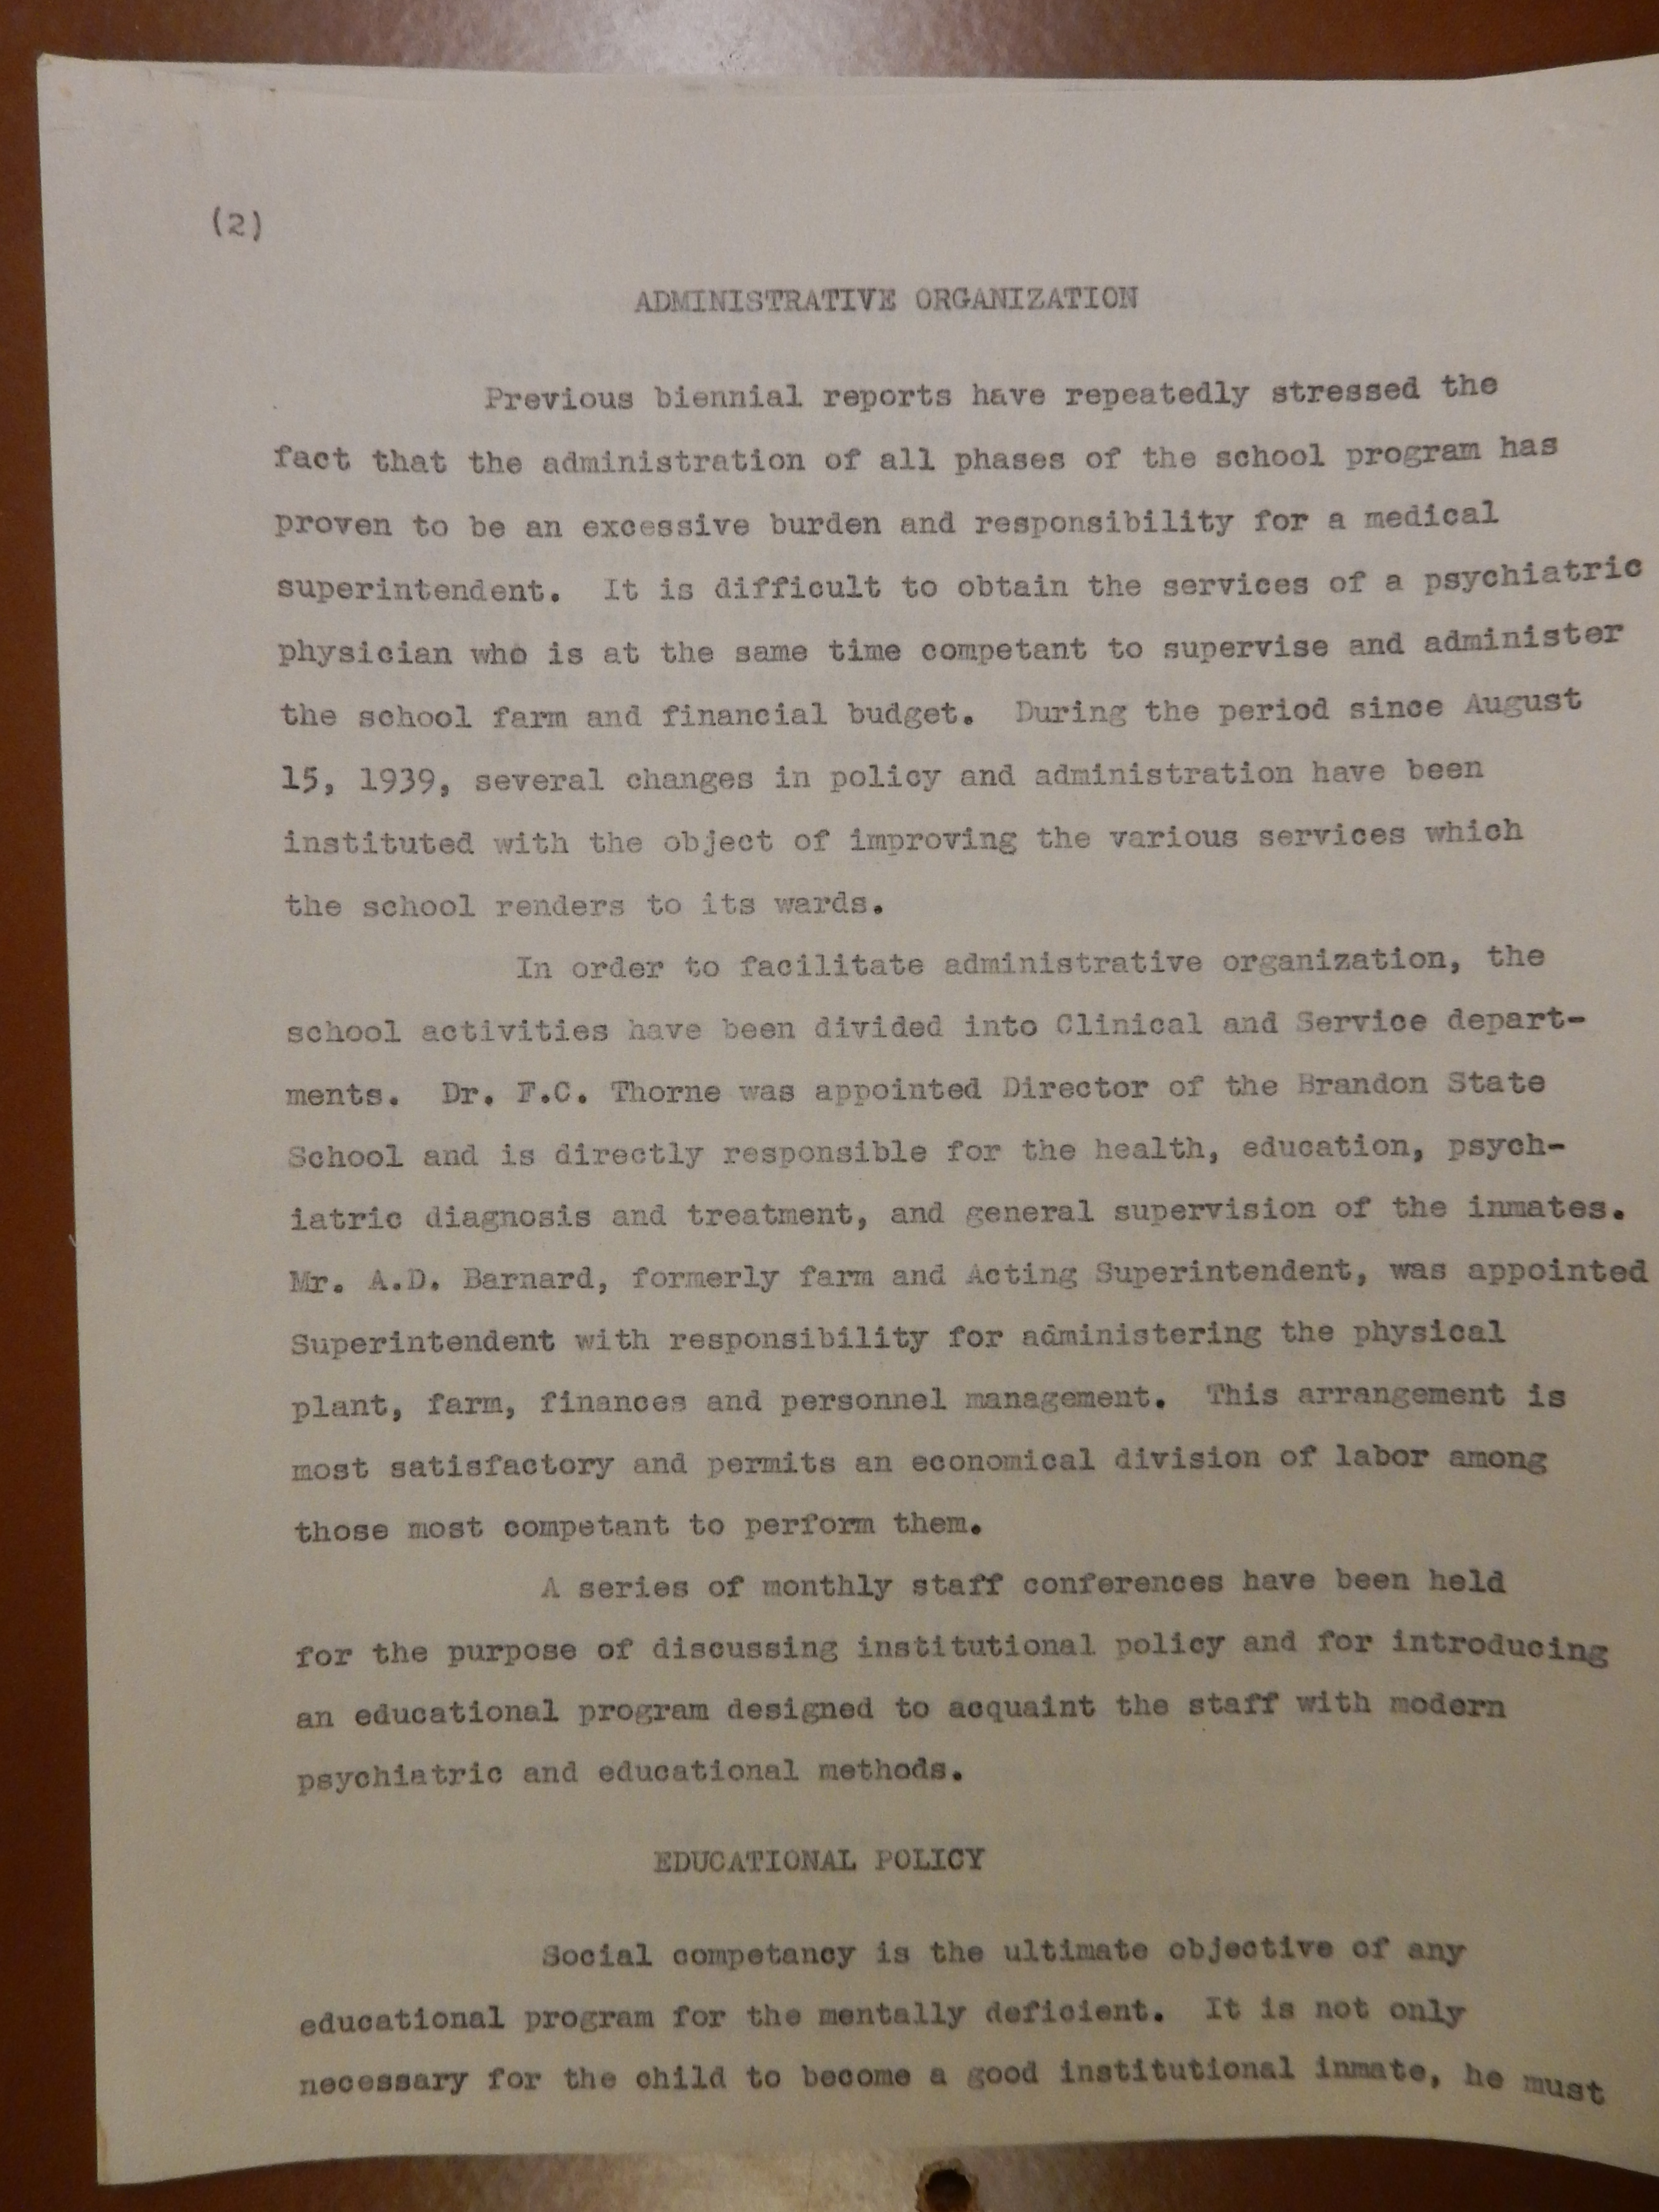 (2)
ADMINISTRATIVE ORGANIZATION
Previous biennial reports have repeatedly stressed the
fact that the administration of all phases of the school program has
proven to be an excessive burden and responsibility for a medical
superintendent. It is difficult to obtain the services of a psychiatric
physician who is at the same time competant to supervise and administer
the school farm and financial budget. During the period since August
15, 1939, several changes in policy and administration have been
instituted with the object of improving the various services which
the school renders to its wards.
In order to facilitate administrative organization, the
school activities have been divided into Clinical and Service depart-
ments. Dr. F.C. Thorne was appointed Director of the Brandon State
School and is directly responsible for the health, education, psych-
iatric diagnosis and treatment, and general supervision of the inmates.
Mr. A.D. Barnard, formerly farm and Acting Superintendent, was appointed
Superintendent with responsibility for administering the physical
plant, farm, finances and personnel management. This arrangement is
most satisfactory and permits an economical division of labor among
those most competant to perform them.
A series of monthly staff conferences have been held
for the purpose of discussing institutional policy and for introducing
an educational program designed to acquaint the staff with modern
psychiatric and educational methods.
EDUCATIONAL POLICY
Social competancy is the ultimate objective of any
educational program for the mentally deficient. It is not only
necessary for the child to become a good institutional inmate, he must